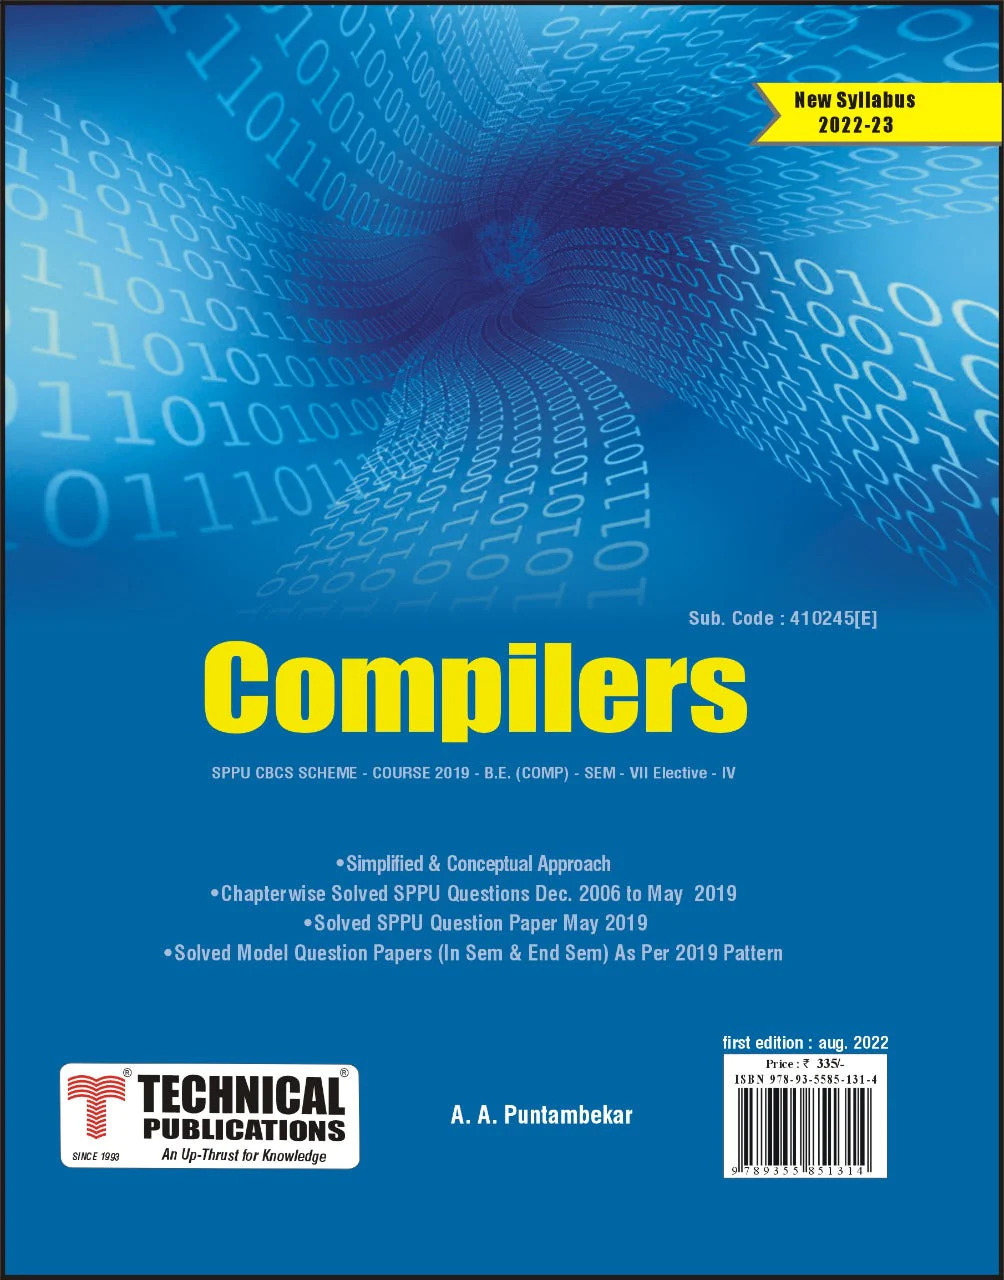 New Syllabus
2022-23
Sub. Code : 410245[E]
Compilers
SPPU CBCS SCHEME - COURSE 2019 - B.E. (COMP) - SEM - VII Elective - IV
•Simplified & Conceptual Approach
•Chapterwise Solved SPPU Questions Dec. 2006 to May 2019
•Solved SPPU Question Paper May 2019
•Solved Model Question Papers (In Sem & End Sem) As Per 2019 Pattern
first edition : aug. 2022
Price : ₹ 335/-
ISBN 978-93-5585-131-4
9 789355 851314
A. A. Puntambekar
® TECHNICAL ®
PUBLICATIONS
SINCE 1993 An Up-Thrust for Knowledge